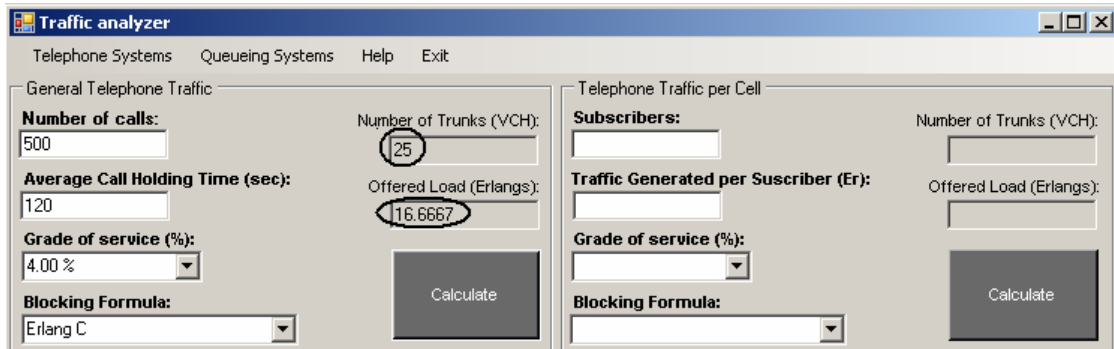 Traffic analyzer
Telephone Systems Queueing Systems Help Exit
General Telephone Traffic
Number of calls:
500
Number of Trunks (VCH):
25
Average Call Holding Time (sec):
120
Offered Load (Erlangs):
16.6667
Grade of service (%):
4.00 %
Blocking Formula:
Erlang C
Calculate
Telephone Traffic per Cell
Subscribers:
Number of Trunks (VCH):
Traffic Generated per Suscriber (Er):
Offered Load (Erlangs):
Grade of service (%):
Blocking Formula:
Calculate